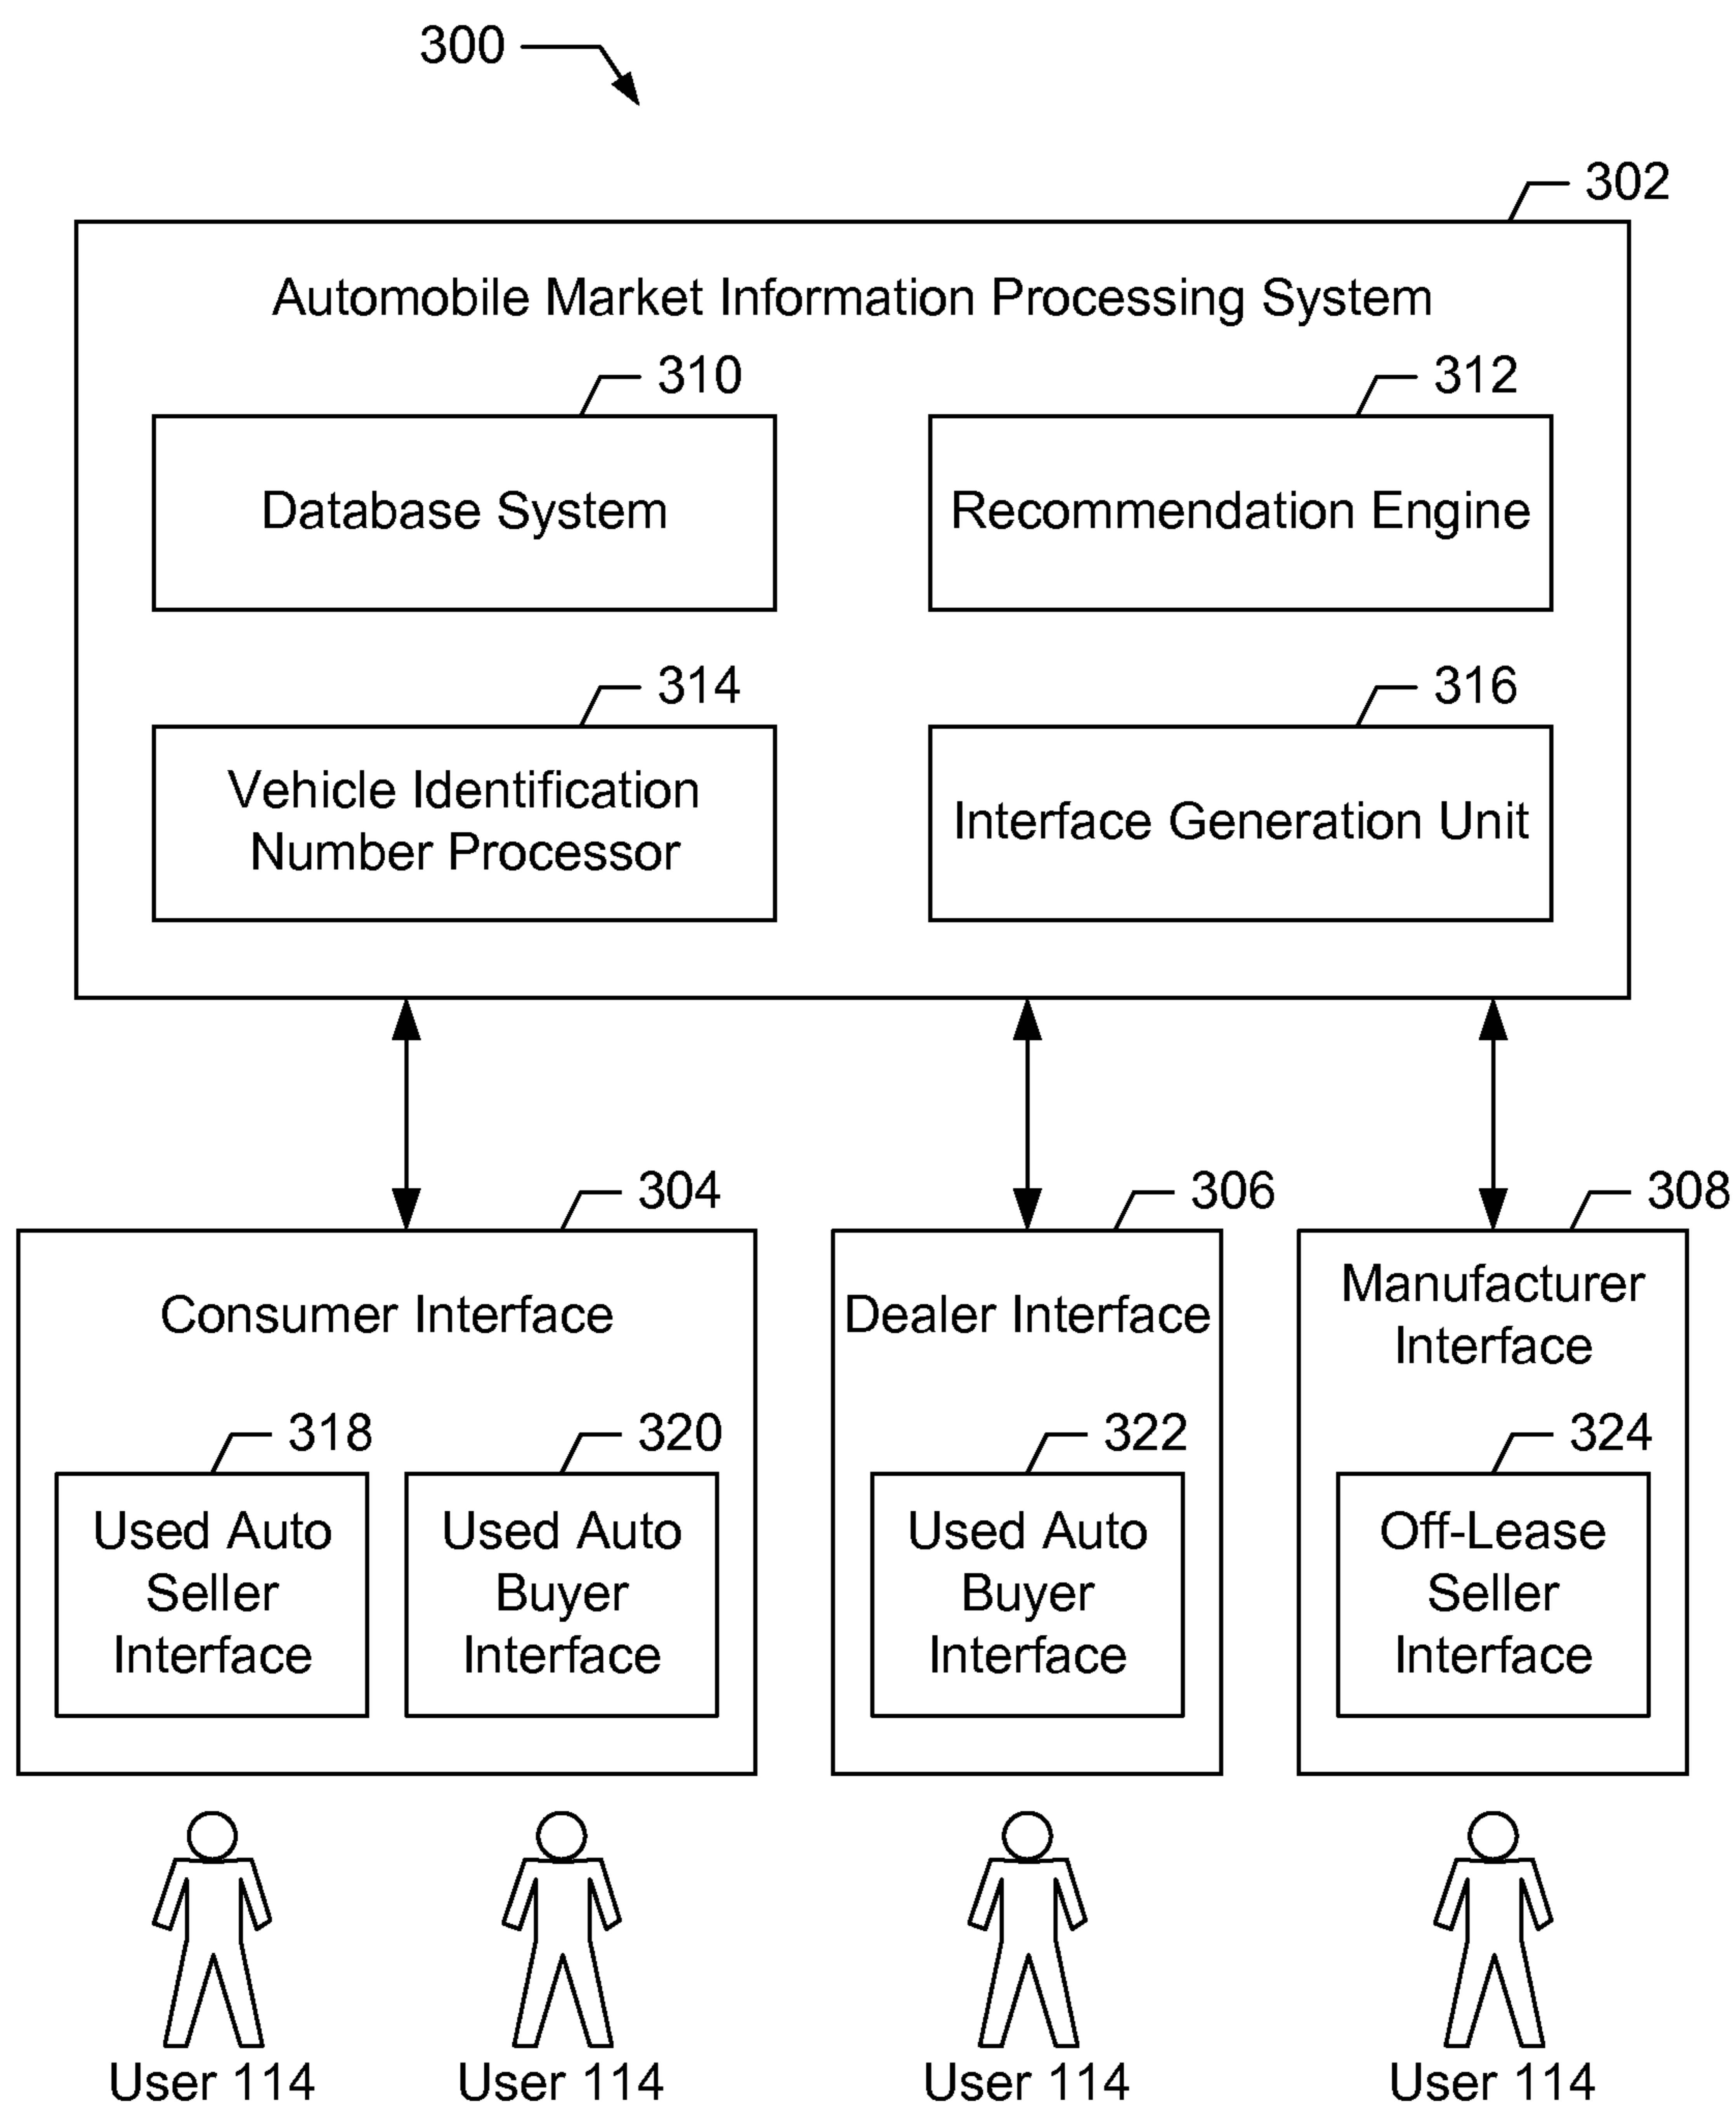 300
302
Automobile Market Information Processing System
310
312
Database System
Recommendation Engine
314
316
Vehicle Identification
Number Processor
Interface Generation Unit
304
306
308
Consumer Interface
Dealer Interface
Manufacturer
Interface
318
320
322
324
Used Auto
Seller
Interface
Used Auto
Buyer
Interface
Used Auto
Buyer
Interface
Off-Lease
Seller
Interface
User 114
User 114
User 114
User 114